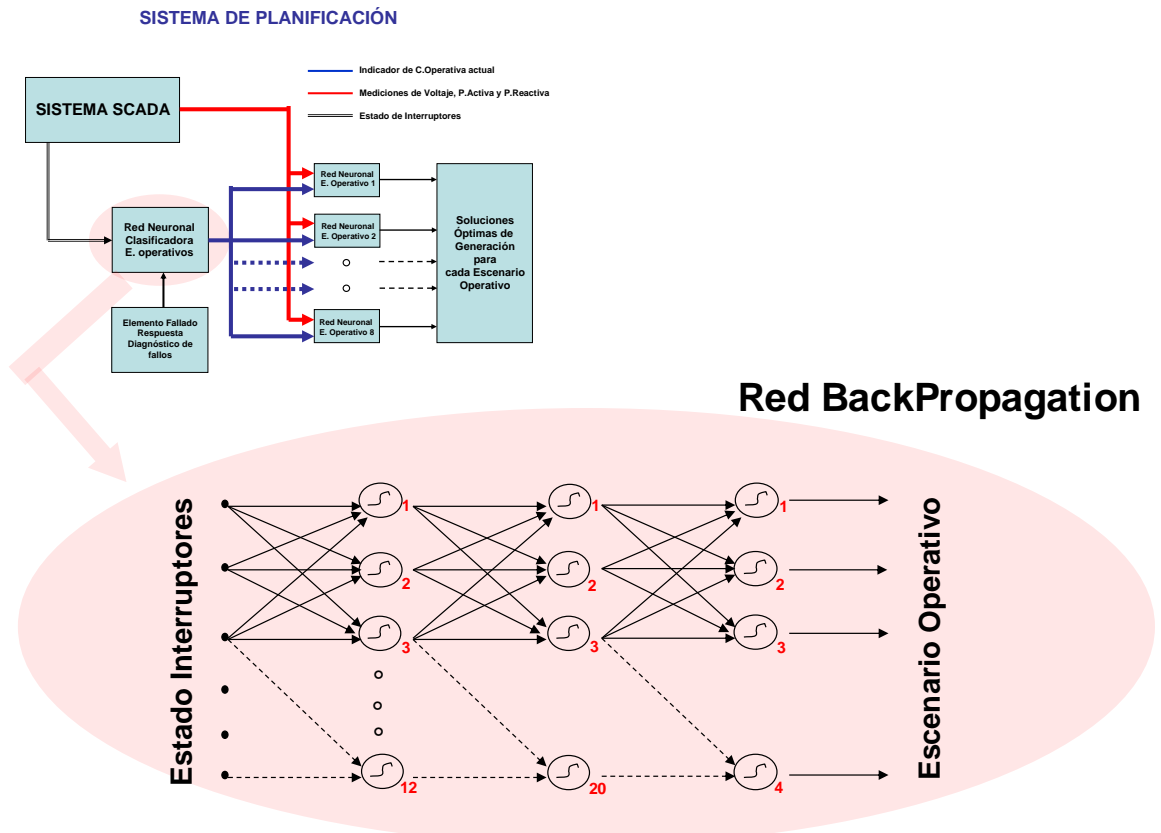 SISTEMA DE PLANIFICACIÓN
Indicador de C.Operativa actual
Mediciones de Voltaje, P.Activa y P.Reactiva
Estado de Interruptores
SISTEMA SCADA
Red Neuronal
E. Operativo 1
Red Neuronal
E. Operativo 2
Red Neuronal
E. Operativo 8
Red Neuronal
Clasificadora
E. operativos
Elemento Fallado
Respuesta
Diagnóstico de
fallos
Soluciones
Óptimas de
Generación
para
cada Escenario
Operativo
Red BackPropagation
Estado Interruptores
1
2
3
12
1
2
3
20
1
2
3
4
Escenario Operativo